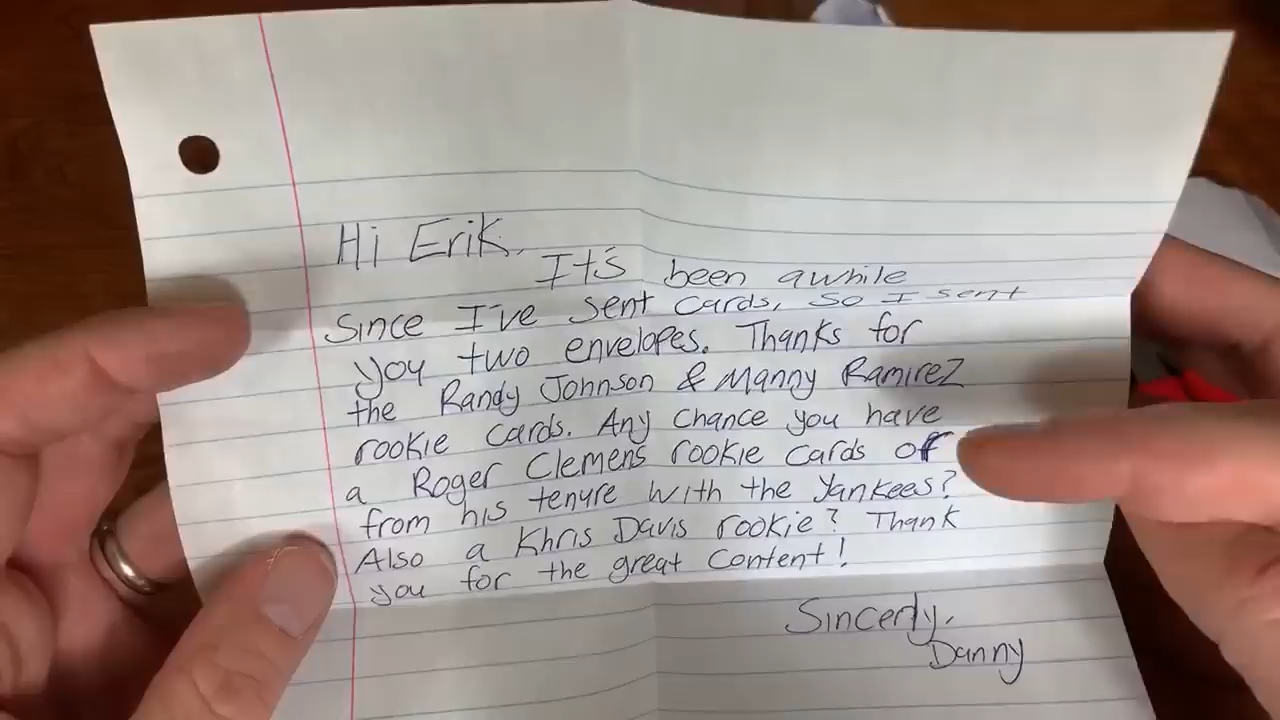 Hi Erik,
It's been awhile
Since I've sent cards, so I sent
you two envelopes. Thanks for
the Randy Johnson & Manny Ramirez
rookie cards. Any chance you have
a Roger Clemens rookie cards of
from his tenure with the Yankees?
Also a Khris Davis rookie? Thank
you for the great content!
Sincerly,
Danny